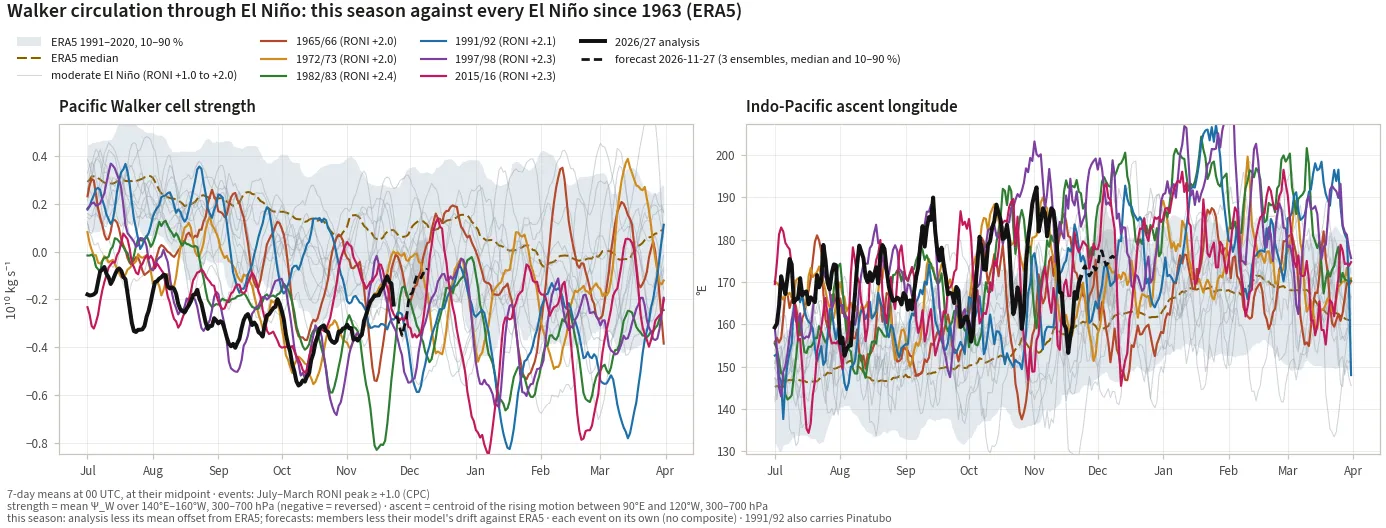 Walker circulation through El Niño: this season against every El Niño since 1963 (ERA5)
ERA5 1991–2020, 10–90 %
ERA5 median
moderate El Niño (RONI +1.0 to +2.0)
1965/66 (RONI +2.0)
1972/73 (RONI +2.0)
1982/83 (RONI +2.4)
1991/92 (RONI +2.1)
1997/98 (RONI +2.3)
2015/16 (RONI +2.3)
2026/27 analysis
forecast 2026-11-27 (3 ensembles, median and 10–90 %)
Pacific Walker cell strength
10¹⁰ kg s⁻¹
0.4
0.2
0.0
−0.2
−0.4
−0.6
−0.8
Jul Aug Sep Oct Nov Dec Jan Feb Mar Apr
Indo-Pacific ascent longitude
°E
200
190
180
170
160
150
140
130
Jul Aug Sep Oct Nov Dec Jan Feb Mar Apr
7-day means at 00 UTC, at their midpoint · events: July–March RONI peak ≥ +1.0 (CPC)
strength = mean Ψ_W over 140°E–160°W, 300–700 hPa (negative = reversed) · ascent = centroid of the rising motion between 90°E and 120°W, 300–700 hPa
this season: analysis less its mean offset from ERA5; forecasts: members less their model's drift against ERA5 · each event on its own (no composite) · 1991/92 also carries Pinatubo